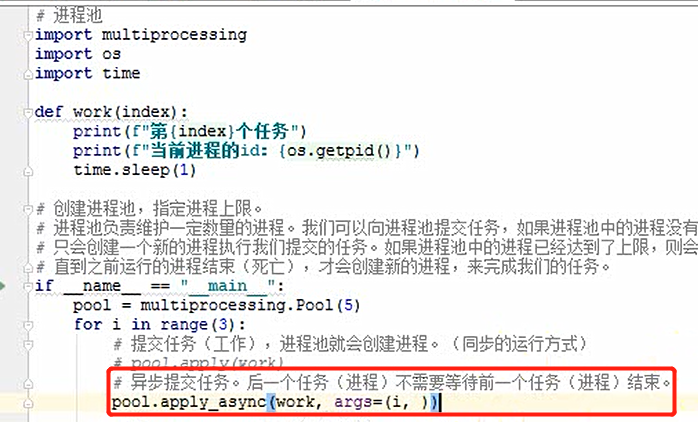 # 进程池
import multiprocessing
import os
import time
def work(index):
print(f"第{index}个任务")
print(f"当前进程的id: {os.getpid()}")
time.sleep(1)
# 创建进程池，指定进程上限。
# 进程池负责维护一定数量的进程。我们可以向进程池提交任务，如果进程池中的进程没有
# 只会创建一个新的进程执行我们提交的任务。如果进程池中的进程已经达到了上限，则会
# 直到之前运行的进程结束（死亡），才会创建新的进程，来完成我们的任务。
if __name__ == "__main__":
pool = multiprocessing.Pool(5)
for i in range(3):
# 提交任务（工作），进程池就会创建进程。（同步的运行方式）
# pool.apply(work)
# 异步提交任务。后一个任务（进程）不需要等待前一个任务（进程）结束。
pool.apply_async(work, args=(i, ))